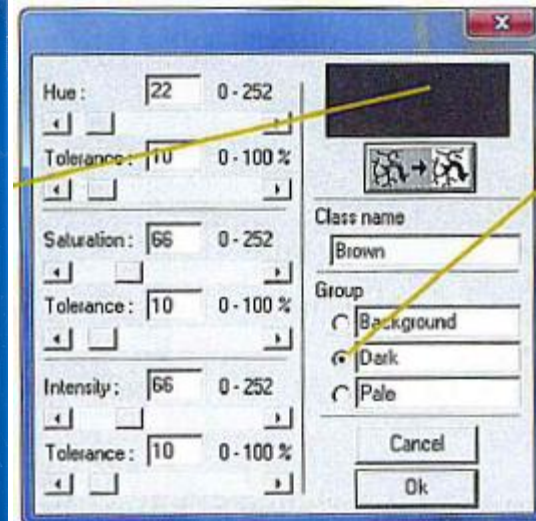 Hue : 22 0 - 252
Tolerance : 10 0 - 100 %
Saturation : 66 0 - 252
Tolerance : 10 0 - 100 %
Intensity : 66 0 - 252
Tolerance : 10 0 - 100 %
Class name
Brown
Group
Background
Dark
Pale
Cancel
Ok